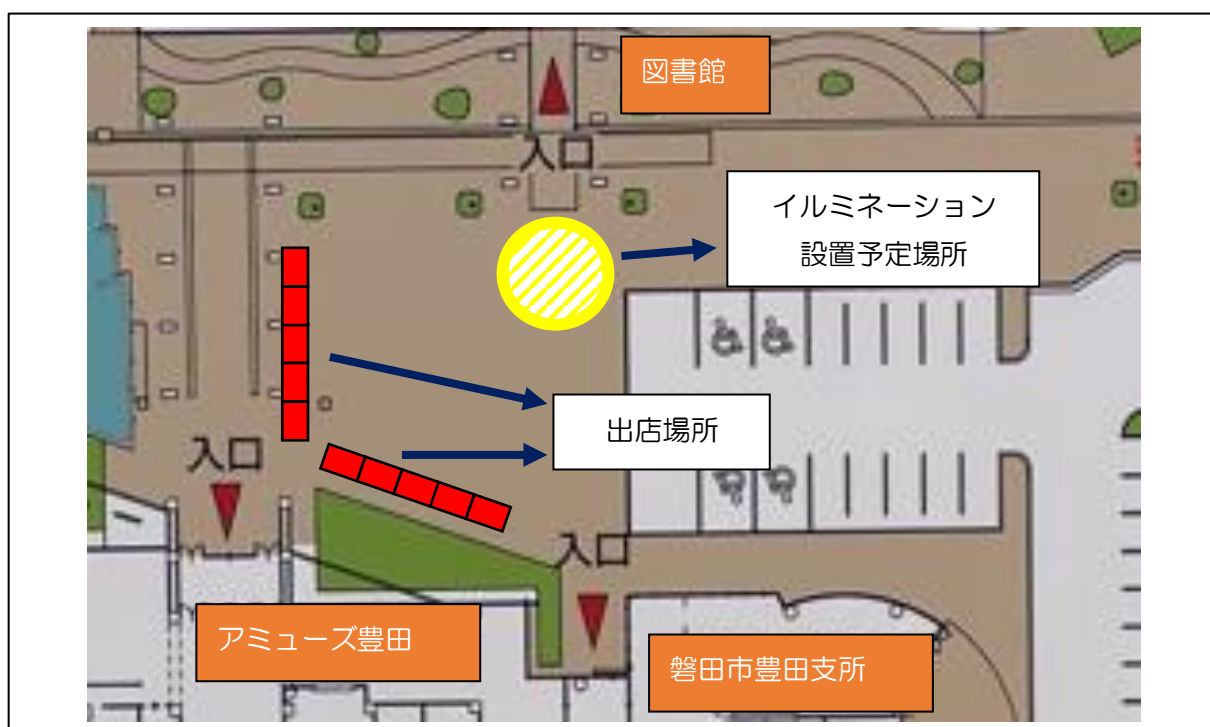 図書館
入口
イルミネーション
設置予定場所
出店場所
入口
入口
アミューズ豊田
磐田市豊田支所